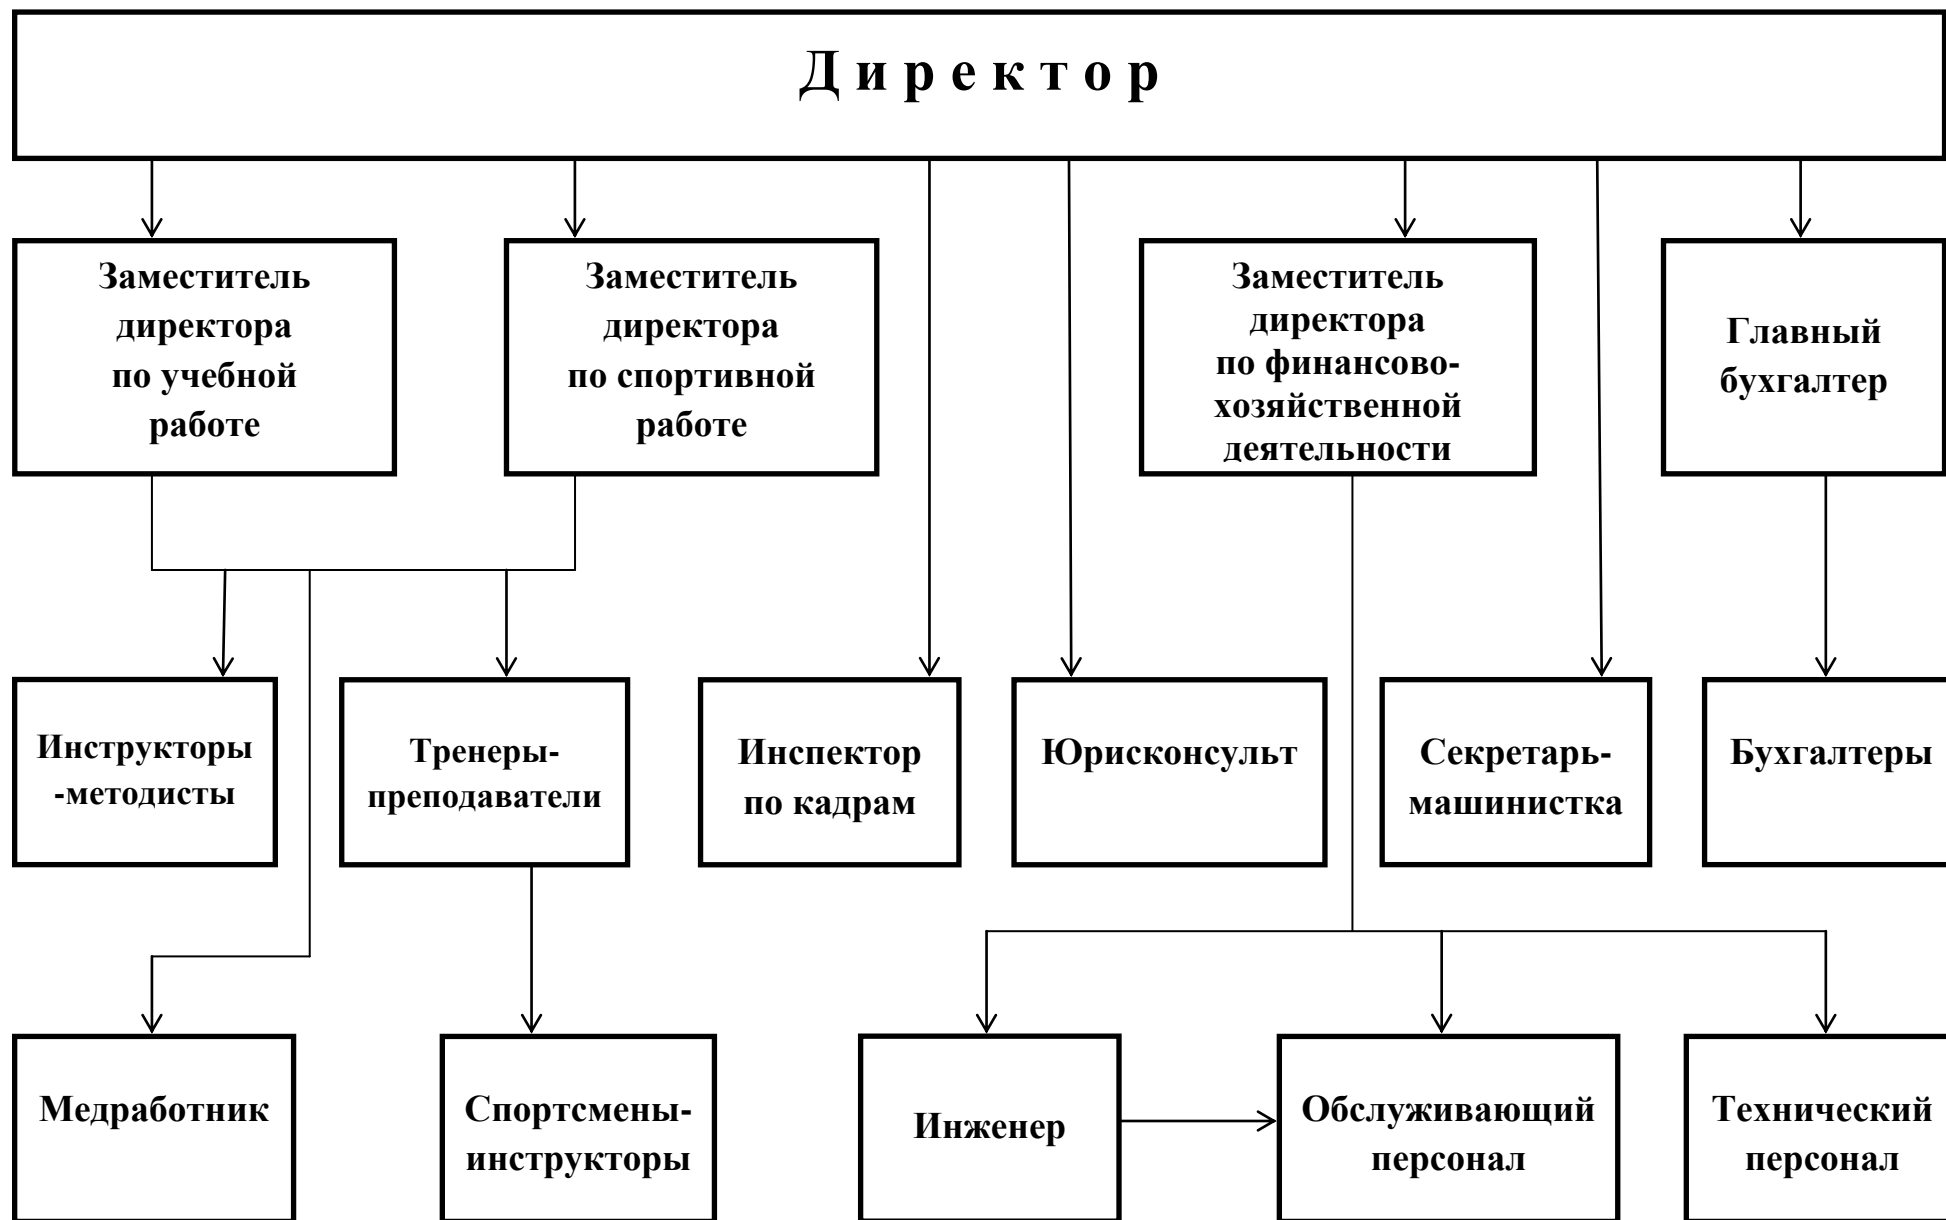 Д и р е к т о р
Заместитель
директора
по учебной
работе
Заместитель
директора
по спортивной
работе
Заместитель
директора
по финансово-
хозяйственной
деятельности
Главный
бухгалтер
Инструкторы
-методисты
Тренеры-
преподаватели
Инспектор
по кадрам
Юрисконсульт
Секретарь-
машинистка
Бухгалтеры
Медработник
Спортсмены-
инструкторы
Инженер
Обслуживающий
персонал
Технический
персонал